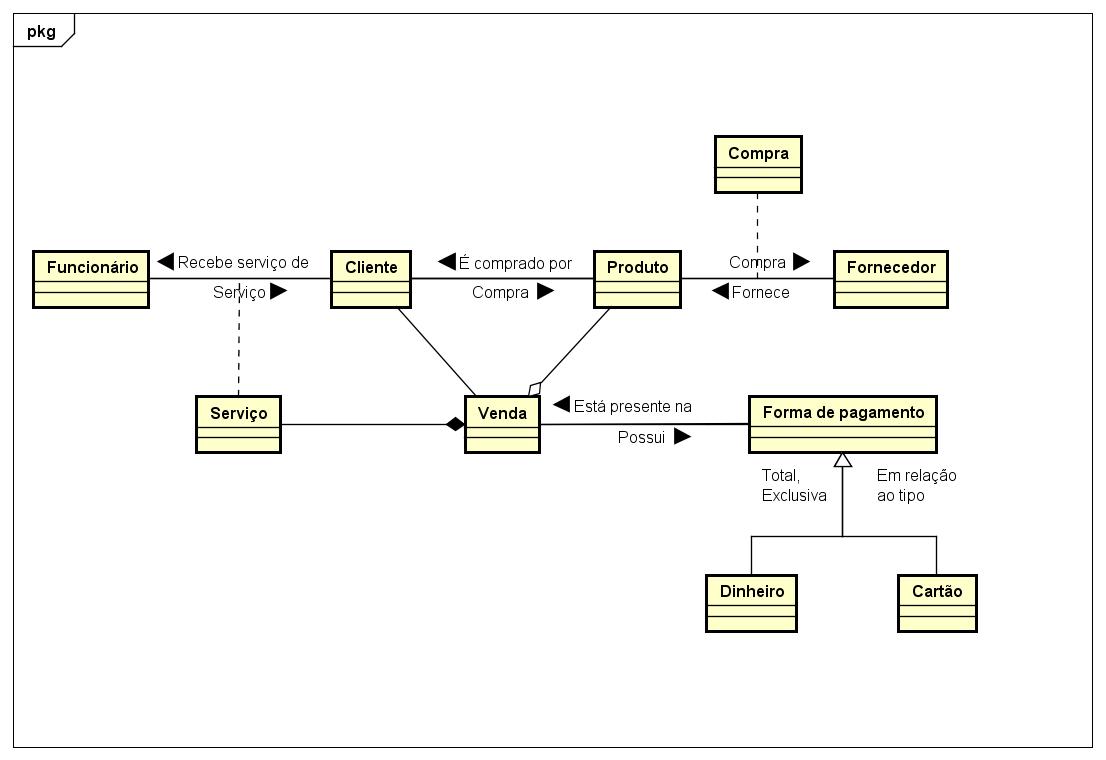 pkg
Compra
Funcionário
Recebe serviço de
Serviço
Cliente
É comprado por
Compra
Produto
Compra
Fornece
Fornecedor
Serviço
Venda
Está presente na
Possui
Forma de pagamento
Total,
Exclusiva
Em relação
ao tipo
Dinheiro
Cartão